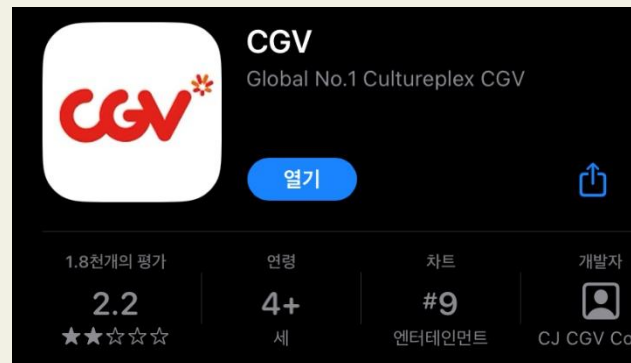 CGV
CGV
Global No.1 Cultureplex CGV
열기
1.8천개의 평가
연령
차트
개발자
2.2
4+
#9
세
엔터테인먼트
CJ CGV Co